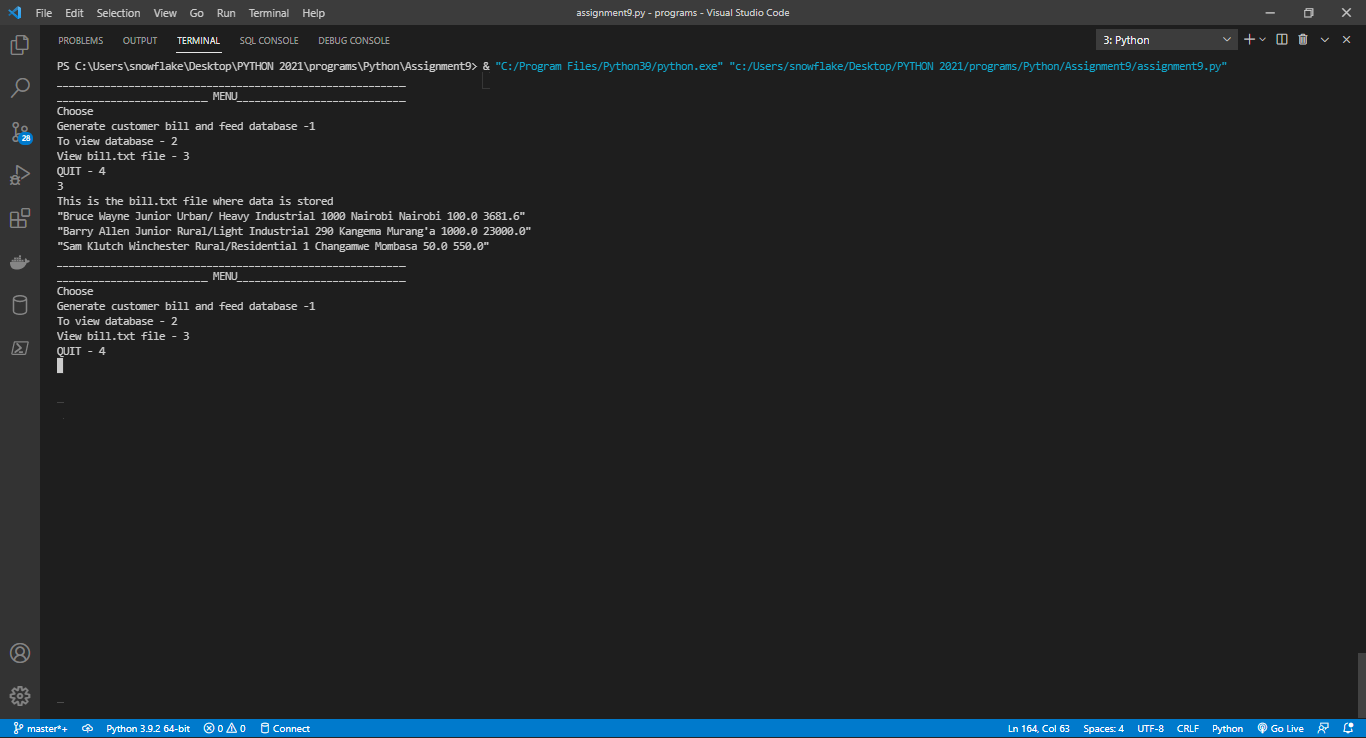 File Edit Selection View Go Run Terminal Help
assignment9.py - programs - Visual Studio Code
PROBLEMS OUTPUT TERMINAL SQL CONSOLE DEBUG CONSOLE
3: Python
PS C:\Users\snowflake\Desktop\PYTHON 2021\programs\Python\Assignment9> & "C:/Program Files/Python39/python.exe" "c:/Users/snowflake/Desktop/PYTHON 2021/programs/Python/Assignment9/assignment9.py"
__________________________________________________________
_________________________ MENU____________________________
Choose
Generate customer bill and feed database -1
To view database - 2
View bill.txt file - 3
QUIT - 4
3
This is the bill.txt file where data is stored
"Bruce Wayne Junior Urban/ Heavy Industrial 1000 Nairobi Nairobi 100.0 3681.6"
"Barry Allen Junior Rural/Light Industrial 290 Kangema Murang'a 1000.0 23000.0"
"Sam Klutch Winchester Rural/Residential 1 Changamwe Mombasa 50.0 550.0"
__________________________________________________________
_________________________ MENU____________________________
Choose
Generate customer bill and feed database -1
To view database - 2
View bill.txt file - 3
QUIT - 4
28
master*+ Python 3.9.2 64-bit 0 0 Connect
Ln 164, Col 63 Spaces: 4 UTF-8 CRLF Python Go Live